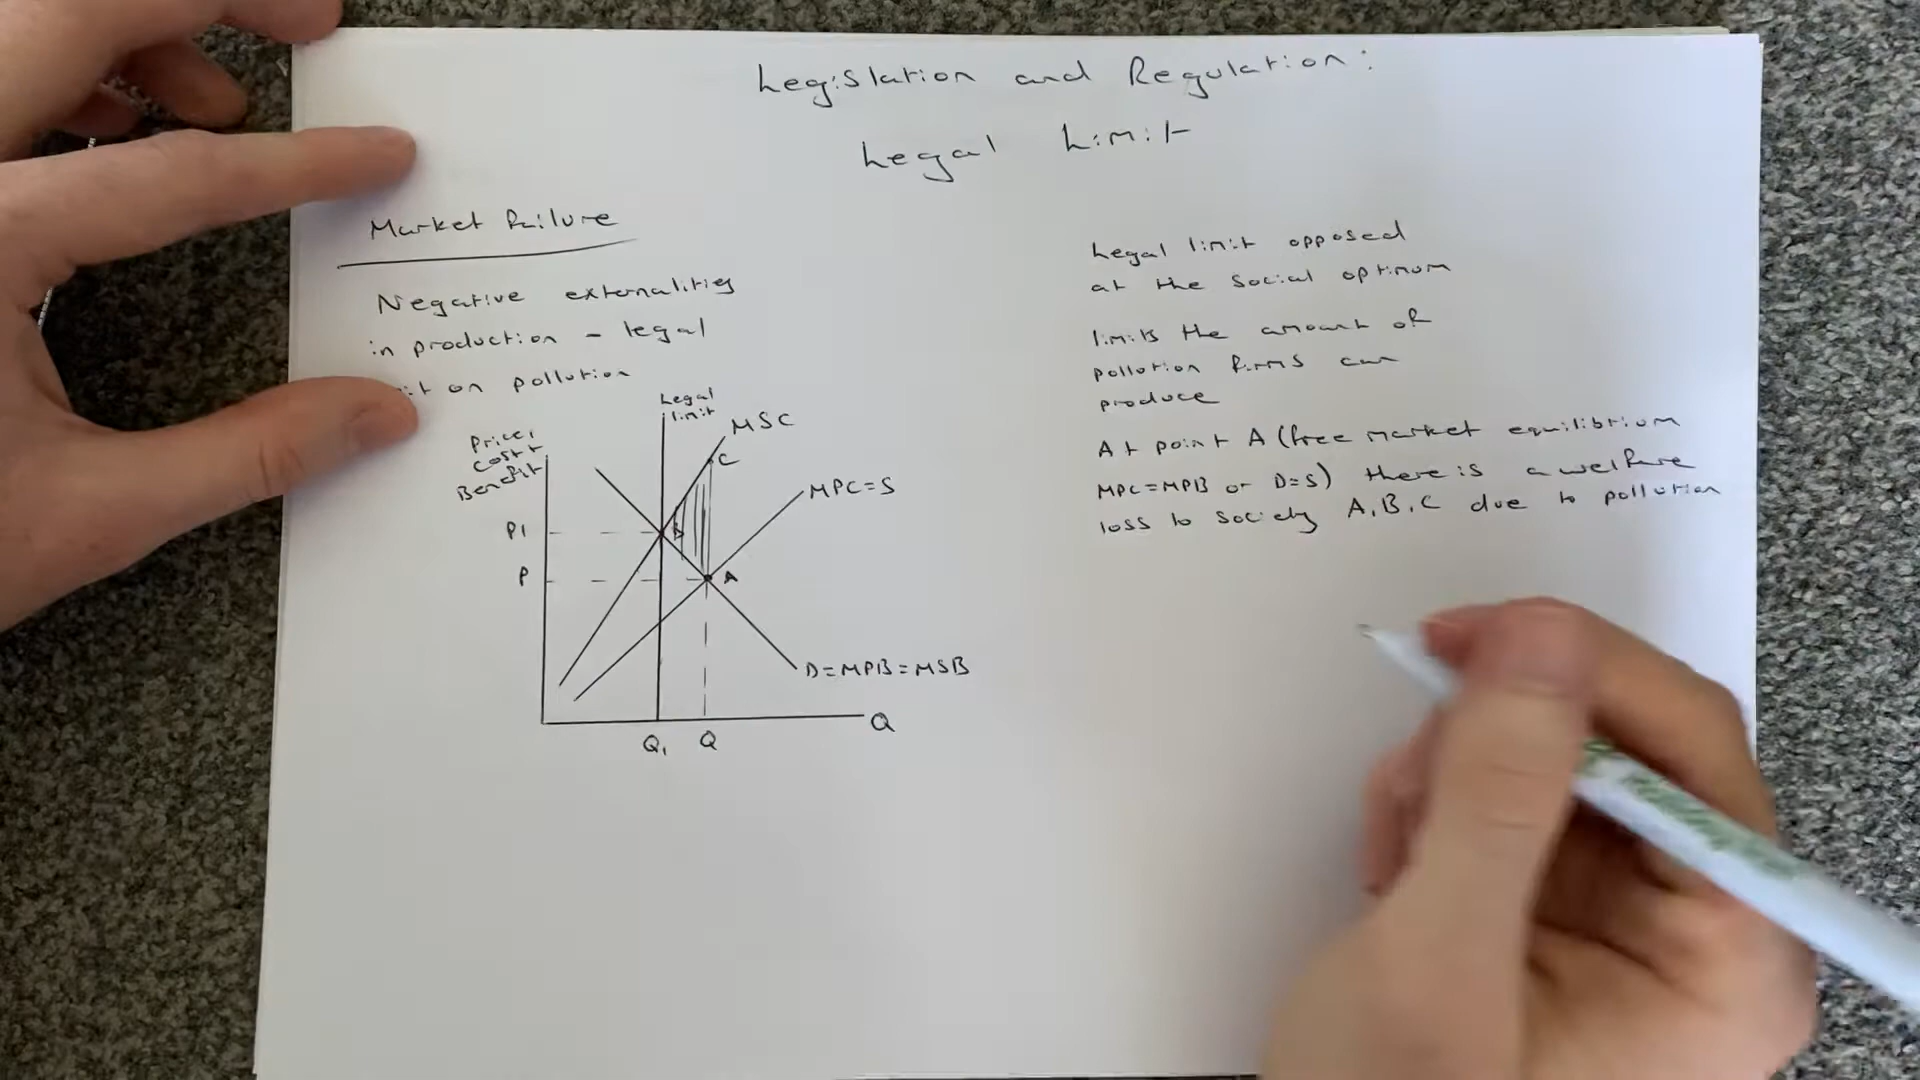 Legislation and Regulation:
Legal Limit
Market Failure
Negative externalities
in production - legal
on pollution
Legal
limit
MSC
Price,
Cost +
Benefit
C
MPC=S
P1
B
P
A
D=MPB=MSB
Q
Q1 Q
Legal limit opposed
at the social optimum
limits the amount of
pollution firms can
produce
At point A (free market equilibrium
MPC=MPB or D=S) there is a welfare
loss to society A,B,C due to pollution